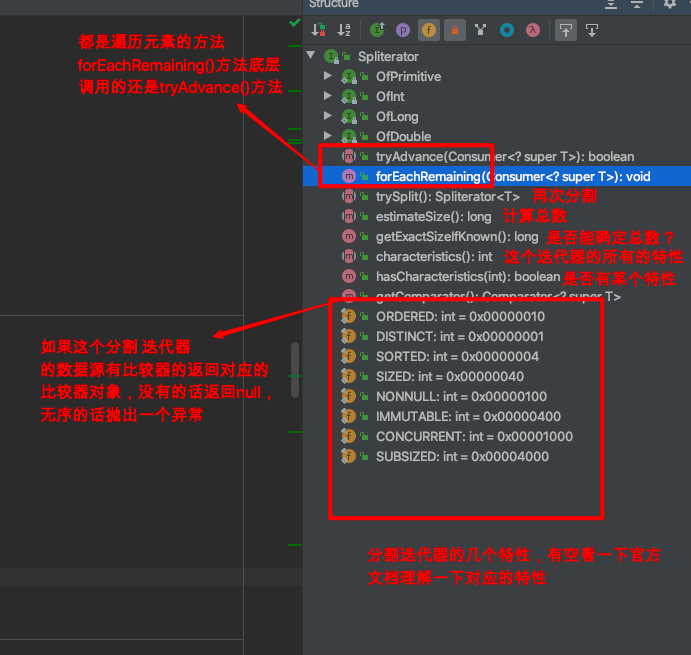 Structure
都是遍历元素的方法
forEachRemaining()方法底层
调用的还是tryAdvance()方法
Spliterator
OfPrimitive
OfInt
OfLong
OfDouble
tryAdvance(Consumer<? super T>): boolean
forEachRemaining(Consumer<? super T>): void
trySplit(): Spliterator<T> 再次分割
estimateSize(): long 计算总数
getExactSizeIfKnown(): long 是否能确定总数？
characteristics(): int 这个迭代器的所有的特性
hasCharacteristics(int): boolean 是否有某个特性
getComparator(): Comparator<? super T>
ORDERED: int = 0x00000010
DISTINCT: int = 0x00000001
SORTED: int = 0x00000004
SIZED: int = 0x00000040
NONNULL: int = 0x00000100
IMMUTABLE: int = 0x00000400
CONCURRENT: int = 0x00001000
SUBSIZED: int = 0x00004000
如果这个分割 迭代器
的数据源有比较器的返回对应的
比较器对象，没有的话返回null，
无序的话抛出一个异常
分割迭代器的几个特性，有空看一下官方
文档理解一下对应的特性